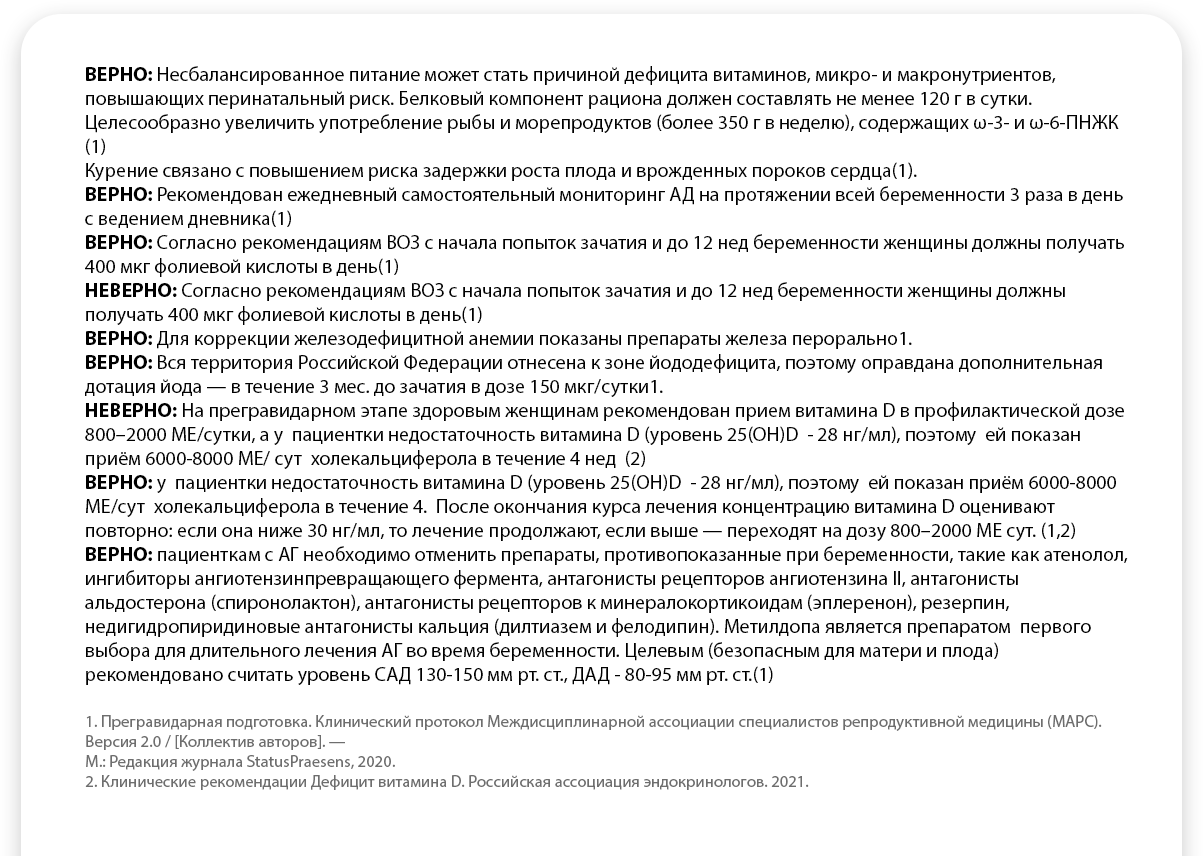 ВЕРНО: Несбалансированное питание может стать причиной дефицита витаминов, микро- и макронутриентов,
повышающих перинатальный риск. Белковый компонент рациона должен составлять не менее 120 г в сутки.
Целесообразно увеличить употребление рыбы и морепродуктов (более 350 г в неделю), содержащих ω-3- и ω-6-ПНЖК
(1)
Курение связано с повышением риска задержки роста плода и врожденных пороков сердца(1).
ВЕРНО: Рекомендован ежедневный самостоятельный мониторинг АД на протяжении всей беременности 3 раза в день
с ведением дневника(1)
ВЕРНО: Согласно рекомендациям ВОЗ с начала попыток зачатия и до 12 нед беременности женщины должны получать
400 мкг фолиевой кислоты в день(1)
НЕВЕРНО: Согласно рекомендациям ВОЗ с начала попыток зачатия и до 12 нед беременности женщины должны
получать 400 мкг фолиевой кислоты в день(1)
ВЕРНО: Для коррекции железодефицитной анемии показаны препараты железа перорально1.
ВЕРНО: Вся территория Российской Федерации отнесена к зоне йододефицита, поэтому оправдана дополнительная
дотация йода — в течение 3 мес. до зачатия в дозе 150 мкг/сутки1.
НЕВЕРНО: На прегравидарном этапе здоровым женщинам рекомендован прием витамина D в профилактической дозе
800–2000 МЕ/сутки, а у  пациентки недостаточность витамина D (уровень 25(ОН)D  - 28 нг/мл), поэтому  ей показан
приём 6000-8000 МЕ/ сут  холекальциферола в течение 4 нед  (2)
ВЕРНО: у  пациентки недостаточность витамина D (уровень 25(ОН)D  - 28 нг/мл), поэтому  ей показан приём 6000-8000
МЕ/сут  холекальциферола в течение 4.  После окончания курса лечения концентрацию витамина D оценивают
повторно: если она ниже 30 нг/мл, то лечение продолжают, если выше — переходят на дозу 800–2000 МЕ сут. (1,2)
ВЕРНО: пациенткам с АГ необходимо отменить препараты, противопоказанные при беременности, такие как атенолол,
ингибиторы ангиотензинпревращающего фермента, антагонисты рецепторов ангиотензина II, антагонисты
альдостерона (спиронолактон), антагонисты рецепторов к минералокортикоидам (эплеренон), резерпин,
недигидропиридиновые антагонисты кальция (дилтиазем и фелодипин). Метилдопа является препаратом  первого
выбора для длительного лечения АГ во время беременности. Целевым (безопасным для матери и плода)
рекомендовано считать уровень САД 130-150 мм рт. ст., ДАД - 80-95 мм рт. ст.(1)
1. Прегравидарная подготовка. Клинический протокол Междисциплинарной ассоциации специалистов репродуктивной медицины (МАРС).
Версия 2.0 / [Коллектив авторов]. —
М.: Редакция журнала StatusPraesens, 2020.
2. Клинические рекомендации Дефицит витамина D. Российская ассоциация эндокринологов. 2021.